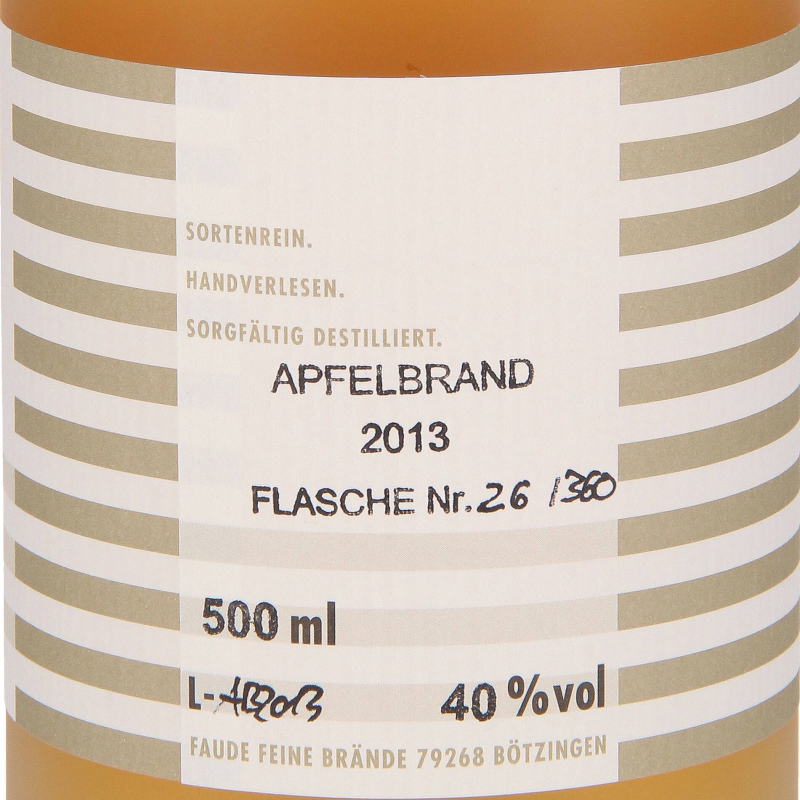 SORTENREIN.
HANDVERLESEN.
SORGFÄLTIG DESTILLIERT.
APFELBRAND
2013
FLASCHE Nr. 26 /360
500 ml
L-AB2013 40 % vol
FAUDE FEINE BRÄNDE 79268 BÖTZINGEN